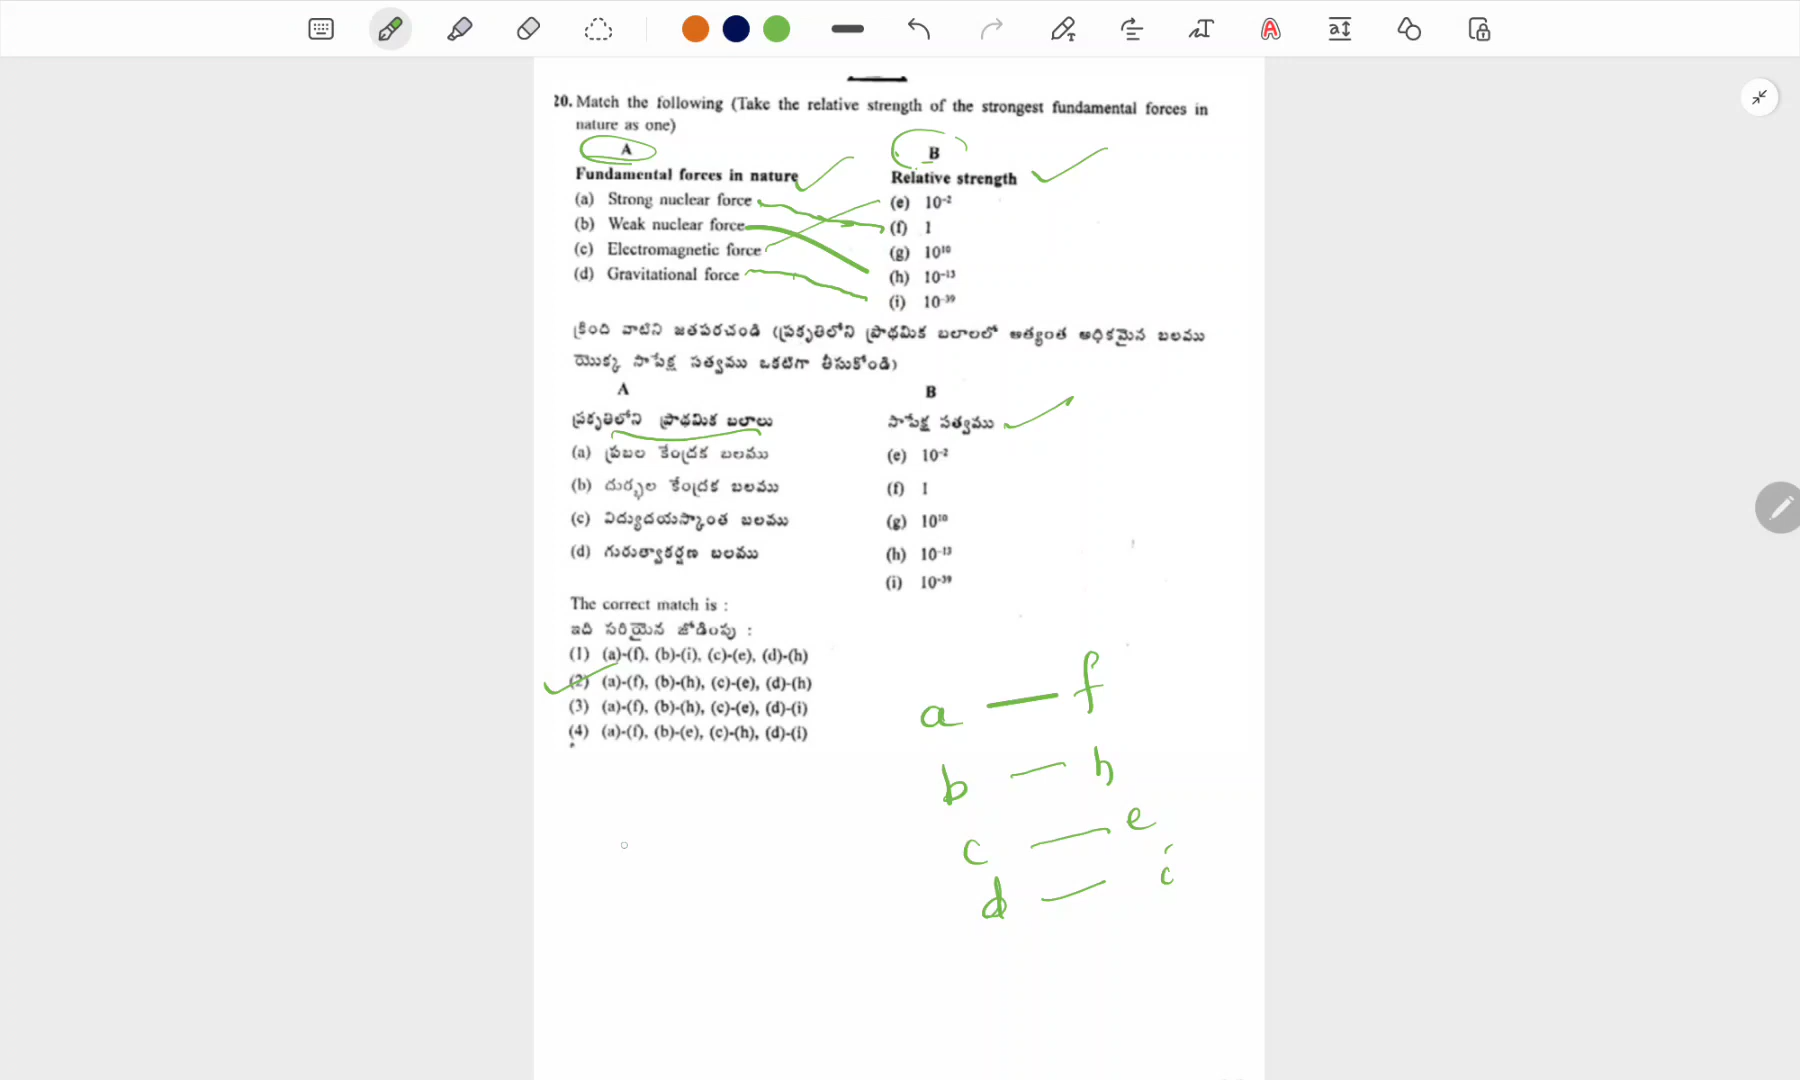 20. Match the following (Take the relative strength of the strongest fundamental forces in
nature as one)
A B
Fundamental forces in nature Relative strength
(a) Strong nuclear force (e) 10⁻²
(b) Weak nuclear force (f) 1
(c) Electromagnetic force (g) 10¹⁰
(d) Gravitational force (h) 10⁻¹³
(i) 10⁻³⁹
క్రింది వాటిని జతపరచండి (ప్రకృతిలోని ప్రాథమిక బలాలలో అత్యంత అధికమైన బలము
యొక్క సాపేక్ష సత్వము ఒకటిగా తీసుకోండి)
A B
ప్రకృతిలోని ప్రాథమిక బలాలు సాపేక్ష సత్వము
(a) ప్రబల కేంద్రక బలము (e) 10⁻²
(b) దుర్బల కేంద్రక బలము (f) 1
(c) విద్యుదయస్కాంత బలము (g) 10¹⁰
(d) గురుత్వాకర్షణ బలము (h) 10⁻¹³
(i) 10⁻³⁹
The correct match is :
ఇది సరియైన జోడింపు :
(1) (a)-(f), (b)-(i), (c)-(e), (d)-(h)
(2) (a)-(f), (b)-(h), (c)-(e), (d)-(h)
(3) (a)-(f), (b)-(h), (c)-(e), (d)-(i)
(4) (a)-(f), (b)-(e), (c)-(h), (d)-(i)
a — f
b — h
c — e
d — i